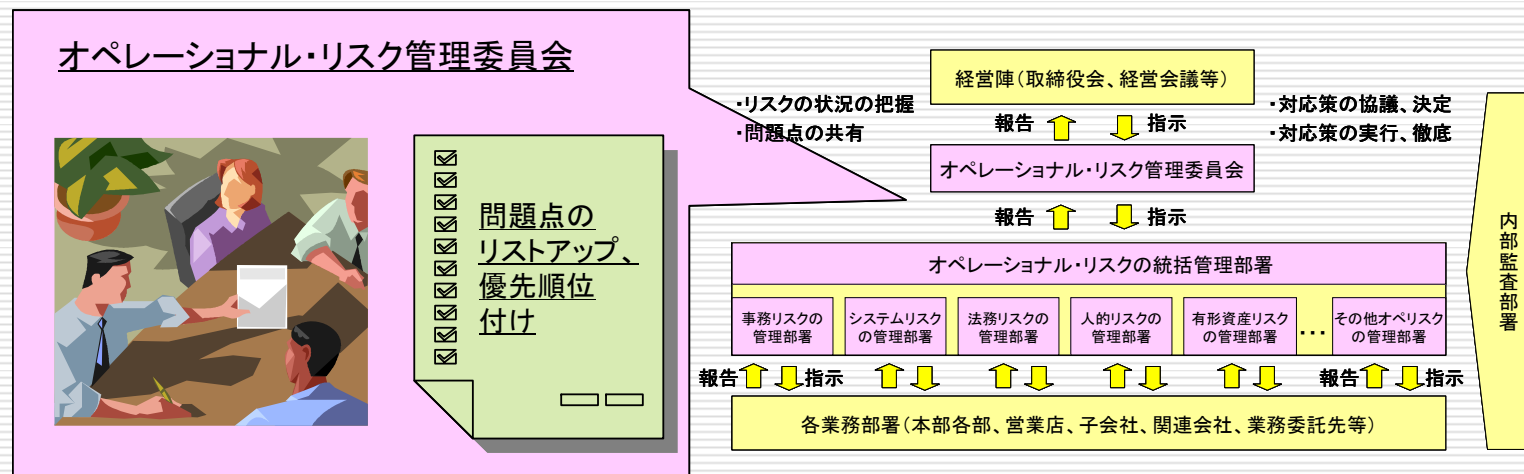 オペレーショナル・リスク管理委員会
問題点の
リストアップ、
優先順位
付け
経営陣(取締役会、経営会議等)
・リスクの状況の把握
・問題点の共有
報告
指示
・対応策の協議、決定
・対応策の実行、徹底
オペレーショナル・リスク管理委員会
報告
指示
オペレーショナル・リスクの統括管理部署
事務リスクの
管理部署
システムリスク
の管理部署
法務リスクの
管理部署
人的リスクの
管理部署
有形資産リスク
の管理部署
・・・
その他オペリスク
の管理部署
報告
指示
報告
指示
各業務部署(本部各部、営業店、子会社、関連会社、業務委託先等)
内部監査部署